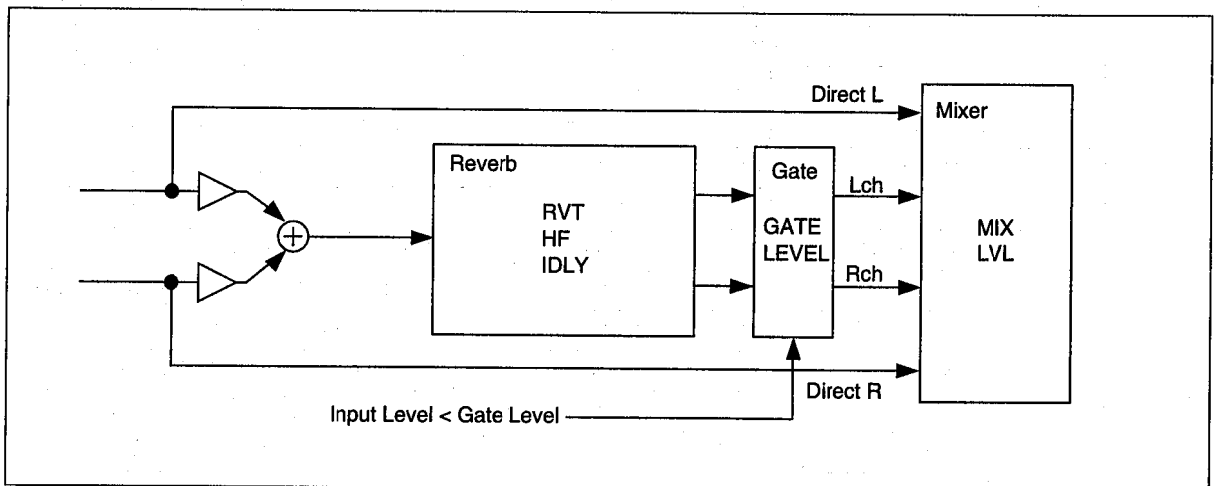 Direct L
Mixer
Reverb
Gate
Lch
RVT
HF
IDLY
GATE
LEVEL
MIX
LVL
Rch
Direct R
Input Level < Gate Level